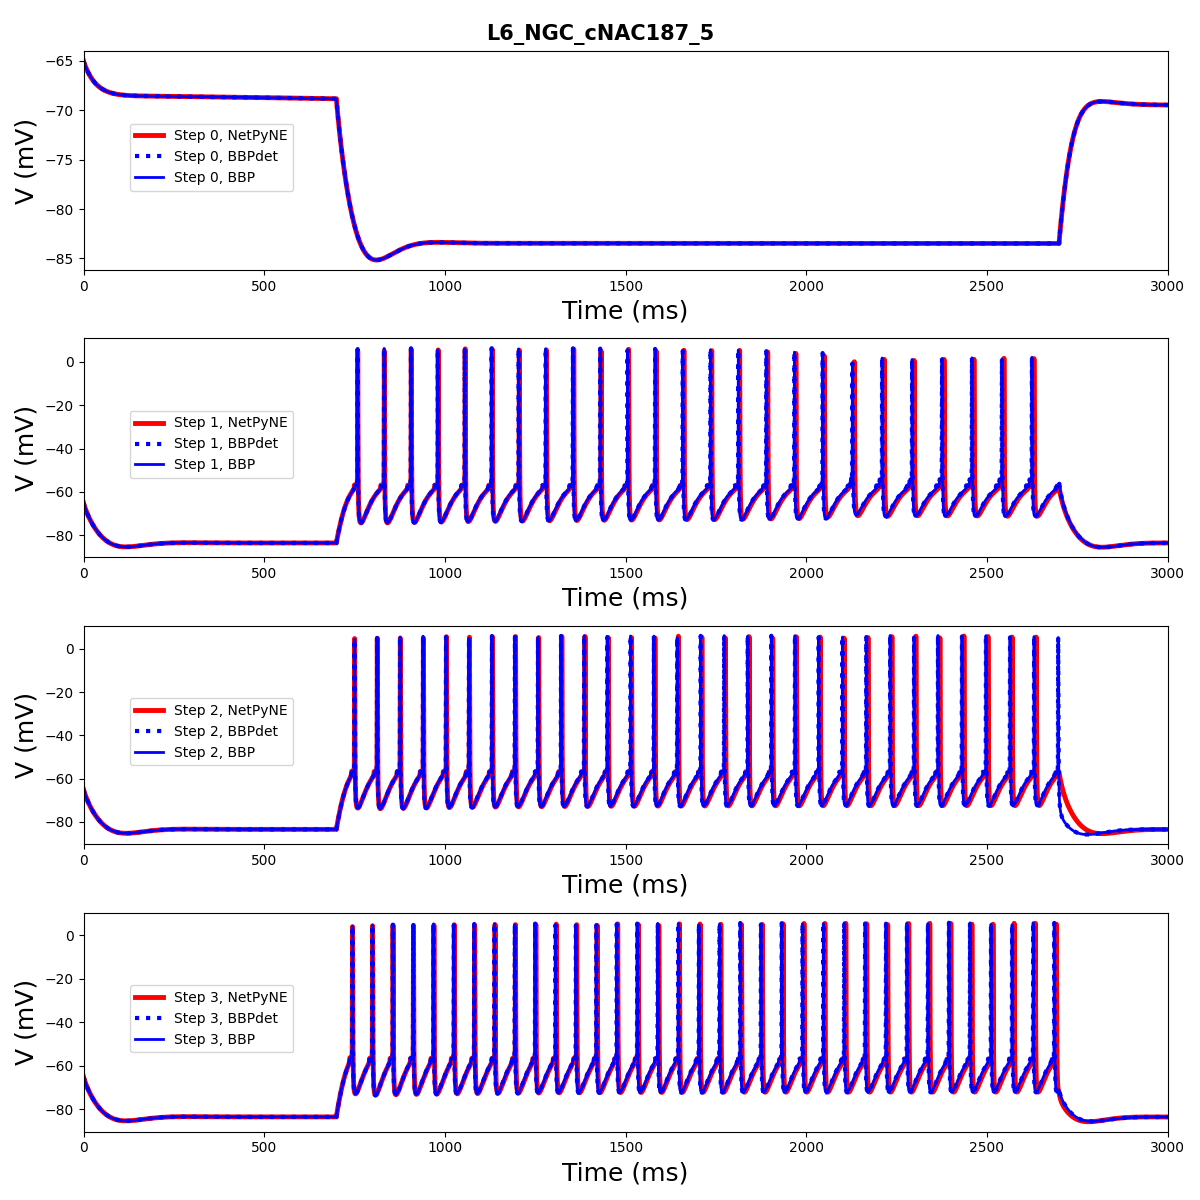 L6_NGC_cNAC187_5
−65
−70
−75
−80
−85
V (mV)
Step 0, NetPyNE
Step 0, BBPdet
Step 0, BBP
0 500 1000 1500 2000 2500 3000
Time (ms)
0
−20
−40
−60
−80
V (mV)
Step 1, NetPyNE
Step 1, BBPdet
Step 1, BBP
0 500 1000 1500 2000 2500 3000
Time (ms)
0
−20
−40
−60
−80
V (mV)
Step 2, NetPyNE
Step 2, BBPdet
Step 2, BBP
0 500 1000 1500 2000 2500 3000
Time (ms)
0
−20
−40
−60
−80
V (mV)
Step 3, NetPyNE
Step 3, BBPdet
Step 3, BBP
0 500 1000 1500 2000 2500 3000
Time (ms)